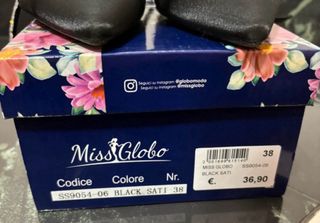 Seguici su instagram @globomoda
Seguici su instagram @missglobo
Miss Globo
Codice Colore Nr.
SS9054-06 BLACK SATI 38
38
MISS GLOBO SS9054-06
BLACK SATI
€. 36,90